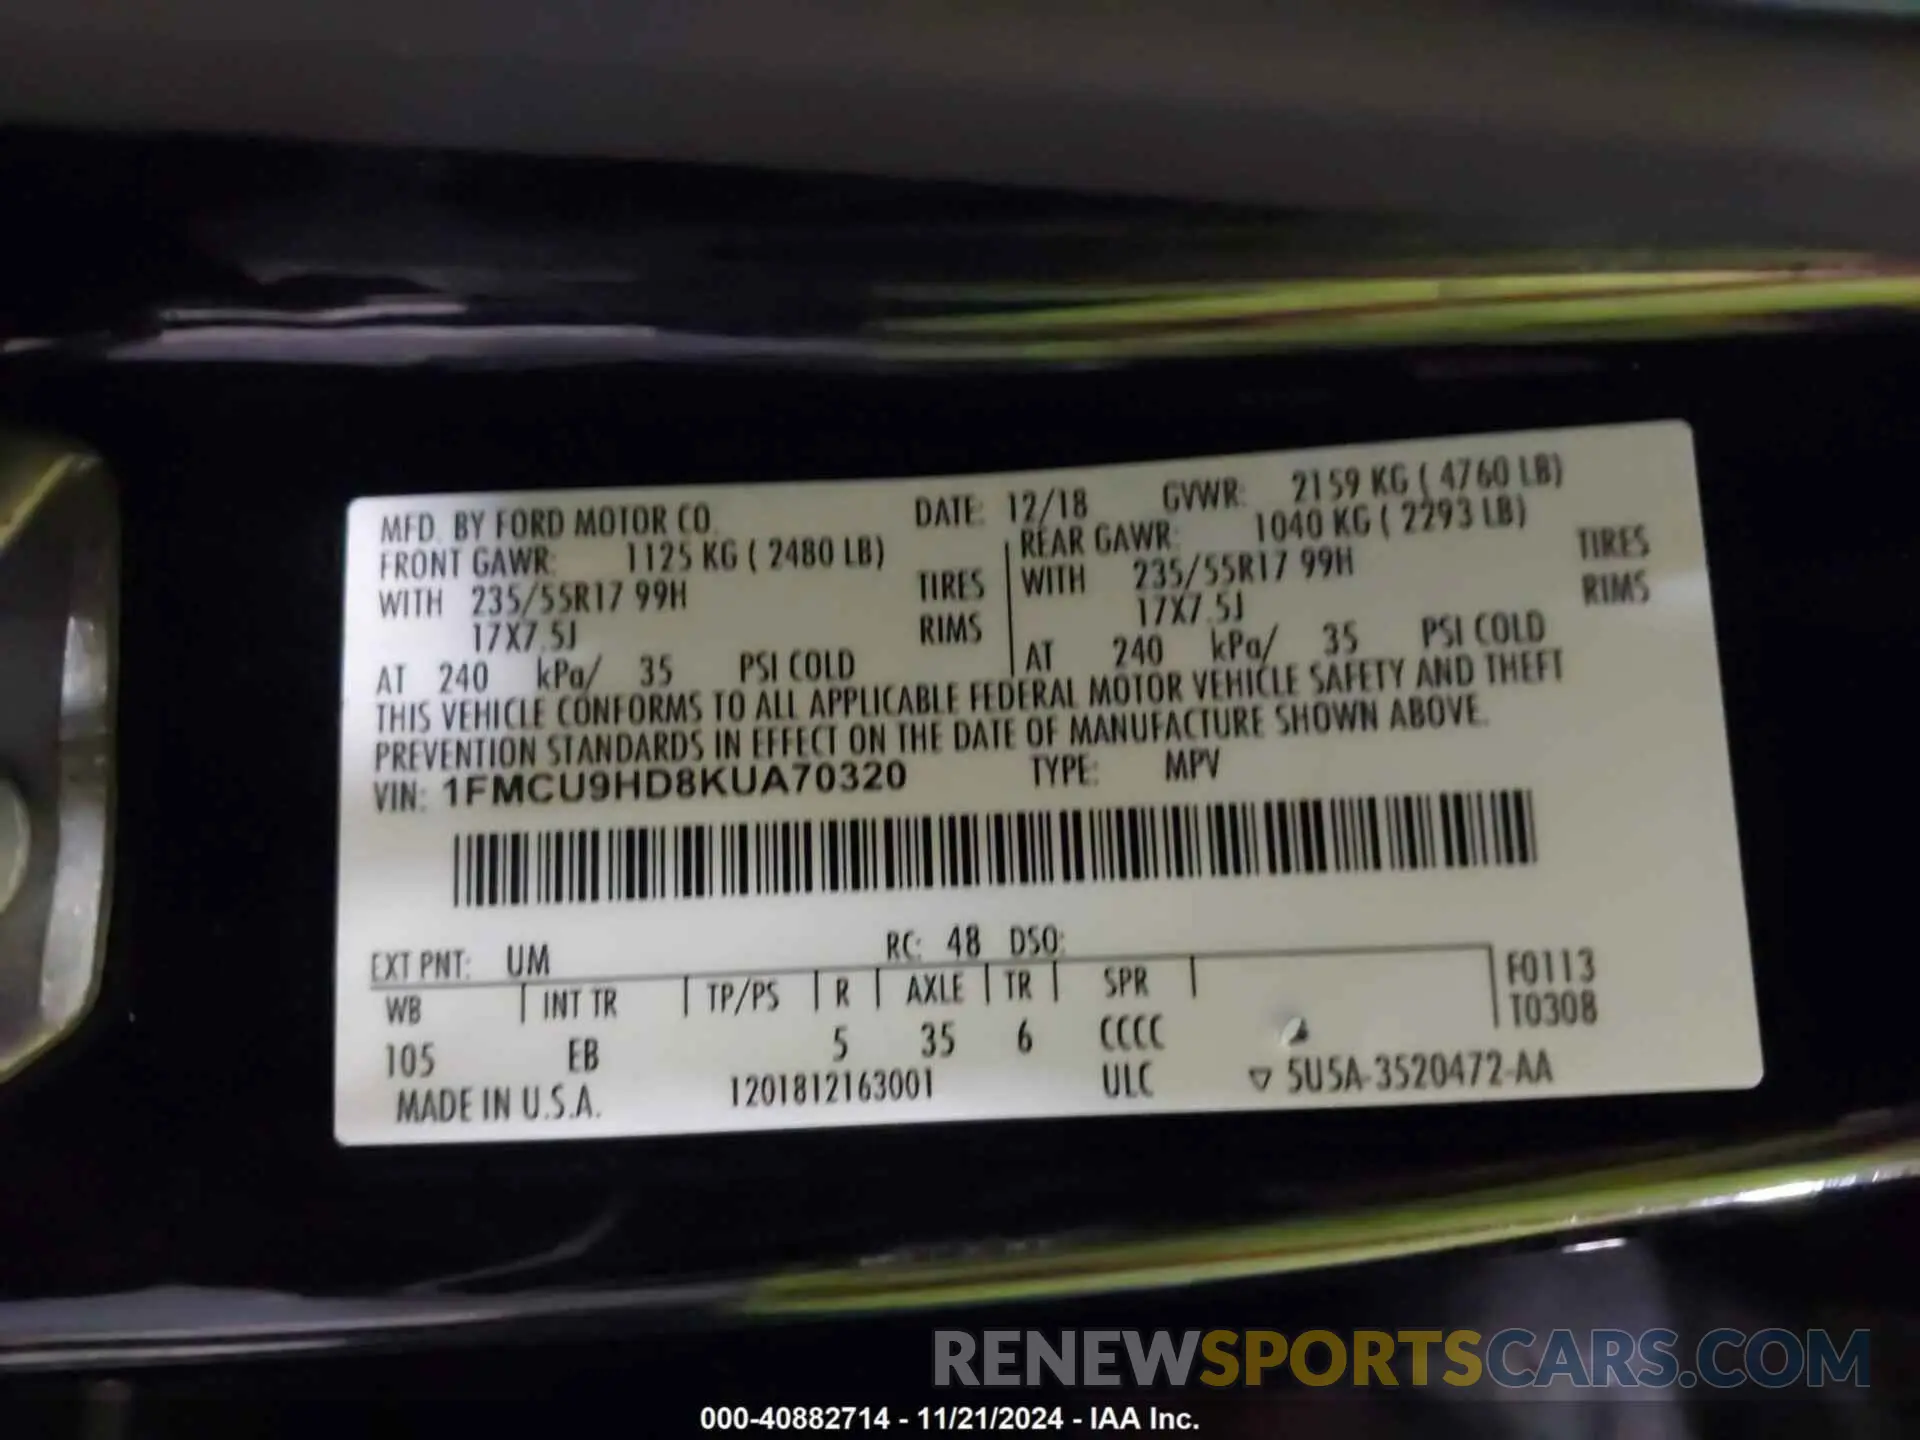 MFD. BY FORD MOTOR CO. DATE: 12/18 GVWR: 2159 KG ( 4760 LB)
FRONT GAWR: 1125 KG ( 2480 LB) REAR GAWR: 1040 KG ( 2293 LB)
WITH 235/55R17 99H TIRES WITH 235/55R17 99H TIRES
17X7.5J RIMS 17X7.5J RIMS
AT 240 kPa/ 35 PSI COLD AT 240 kPa/ 35 PSI COLD
THIS VEHICLE CONFORMS TO ALL APPLICABLE FEDERAL MOTOR VEHICLE SAFETY AND THEFT
PREVENTION STANDARDS IN EFFECT ON THE DATE OF MANUFACTURE SHOWN ABOVE.
VIN: 1FMCU9HD8KUA70320 TYPE: MPV
EXT PNT: UM RC: 48 DSO:
WB INT TR TP/PS R AXLE TR SPR F0113
T0308
105 EB 5 35 6 CCCC
MADE IN U.S.A. 1201812163001 ULC ▽ 5U5A-3520472-AA
RENEWSPORTSCARS.COM
000-40882714 - 11/21/2024 - IAA Inc.